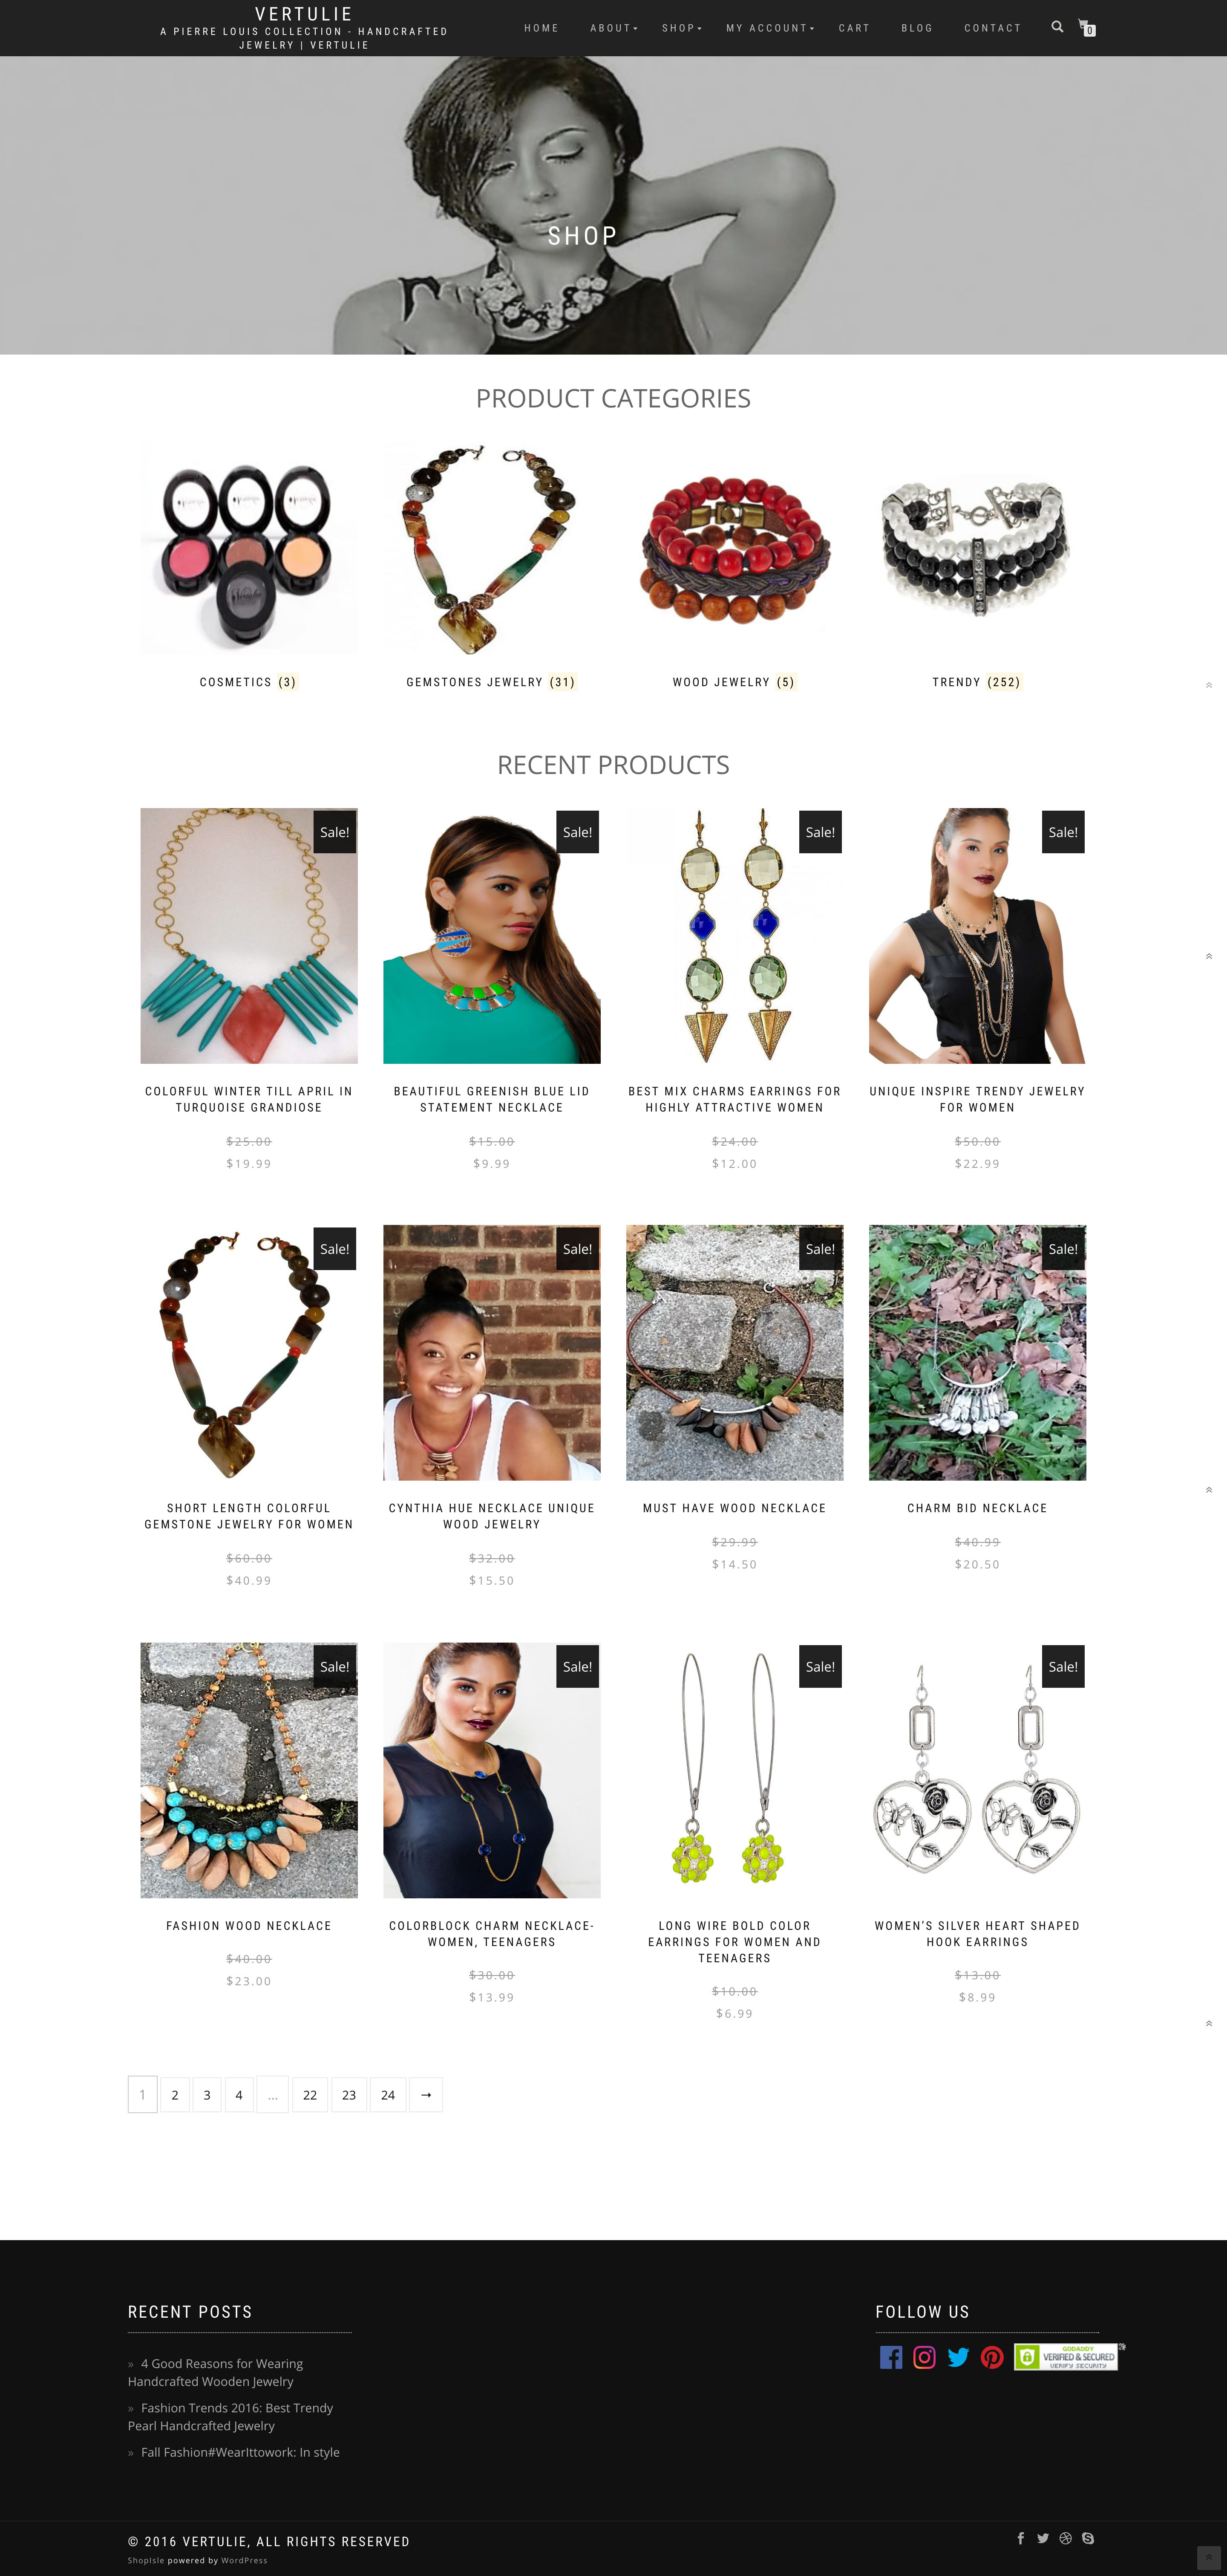 VERTULIE
A PIERRE LOUIS COLLECTION - HANDCRAFTED
JEWELRY | VERTULIE
HOME ABOUT SHOP MY ACCOUNT CART BLOG CONTACT 0
SHOP
PRODUCT CATEGORIES
COSMETICS (3) GEMSTONES JEWELRY (31) WOOD JEWELRY (5) TRENDY (252)
RECENT PRODUCTS
Sale! Sale! Sale! Sale!
COLORFUL WINTER TILL APRIL IN
TURQUOISE GRANDIOSE
$25.00
$19.99
BEAUTIFUL GREENISH BLUE LID
STATEMENT NECKLACE
$15.00
$9.99
BEST MIX CHARMS EARRINGS FOR
HIGHLY ATTRACTIVE WOMEN
$24.00
$12.00
UNIQUE INSPIRE TRENDY JEWELRY
FOR WOMEN
$50.00
$22.99
Sale! Sale! Sale! Sale!
SHORT LENGTH COLORFUL
GEMSTONE JEWELRY FOR WOMEN
$60.00
$40.99
CYNTHIA HUE NECKLACE UNIQUE
WOOD JEWELRY
$32.00
$15.50
MUST HAVE WOOD NECKLACE
$29.99
$14.50
CHARM BID NECKLACE
$40.99
$20.50
Sale! Sale! Sale! Sale!
FASHION WOOD NECKLACE
$40.00
$23.00
COLORBLOCK CHARM NECKLACE-
WOMEN, TEENAGERS
$30.00
$13.99
LONG WIRE BOLD COLOR
EARRINGS FOR WOMEN AND
TEENAGERS
$10.00
$6.99
WOMEN’S SILVER HEART SHAPED
HOOK EARRINGS
$13.00
$8.99
1 2 3 4 … 22 23 24 →
RECENT POSTS
» 4 Good Reasons for Wearing
Handcrafted Wooden Jewelry
» Fashion Trends 2016: Best Trendy
Pearl Handcrafted Jewelry
» Fall Fashion#WearIttowork: In style
FOLLOW US
GODADDY
VERIFIED & SECURED
VERIFY SECURITY
© 2016 VERTULIE, ALL RIGHTS RESERVED
ShopIsle powered by WordPress